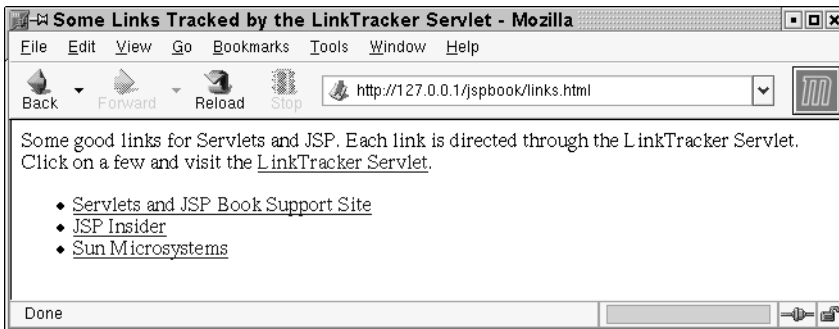 Some Links Tracked by the LinkTracker Servlet - Mozilla
File Edit View Go Bookmarks Tools Window Help
Back Forward Reload Stop http://127.0.0.1/jspbook/links.html
Some good links for Servlets and JSP. Each link is directed through the LinkTracker Servlet.
Click on a few and visit the LinkTracker Servlet.
• Servlets and JSP Book Support Site
• JSP Insider
• Sun Microsystems
Done